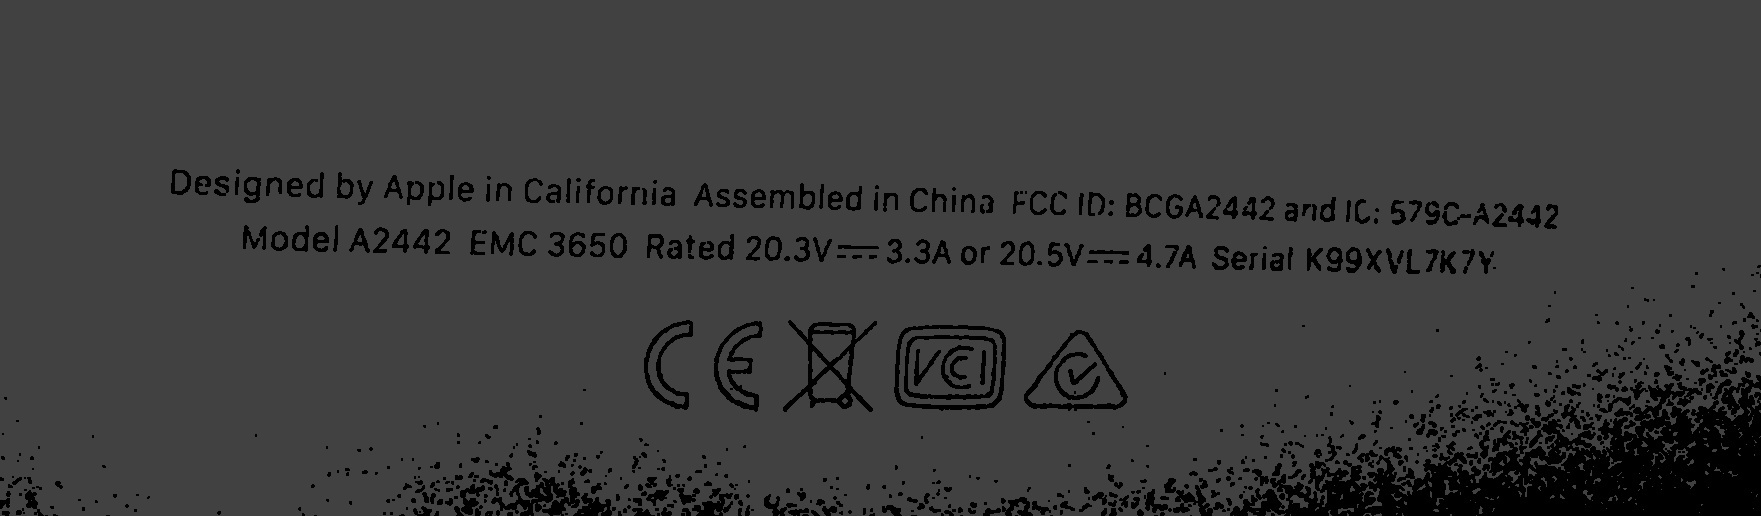 Designed by Apple in California Assembled in China FCC ID: BCGA2442 and IC: 579C-A2442
Model A2442 EMC 3650 Rated 20.3V⎓3.3A or 20.5V⎓4.7A Serial K99XVL7K7Y
CE VCI